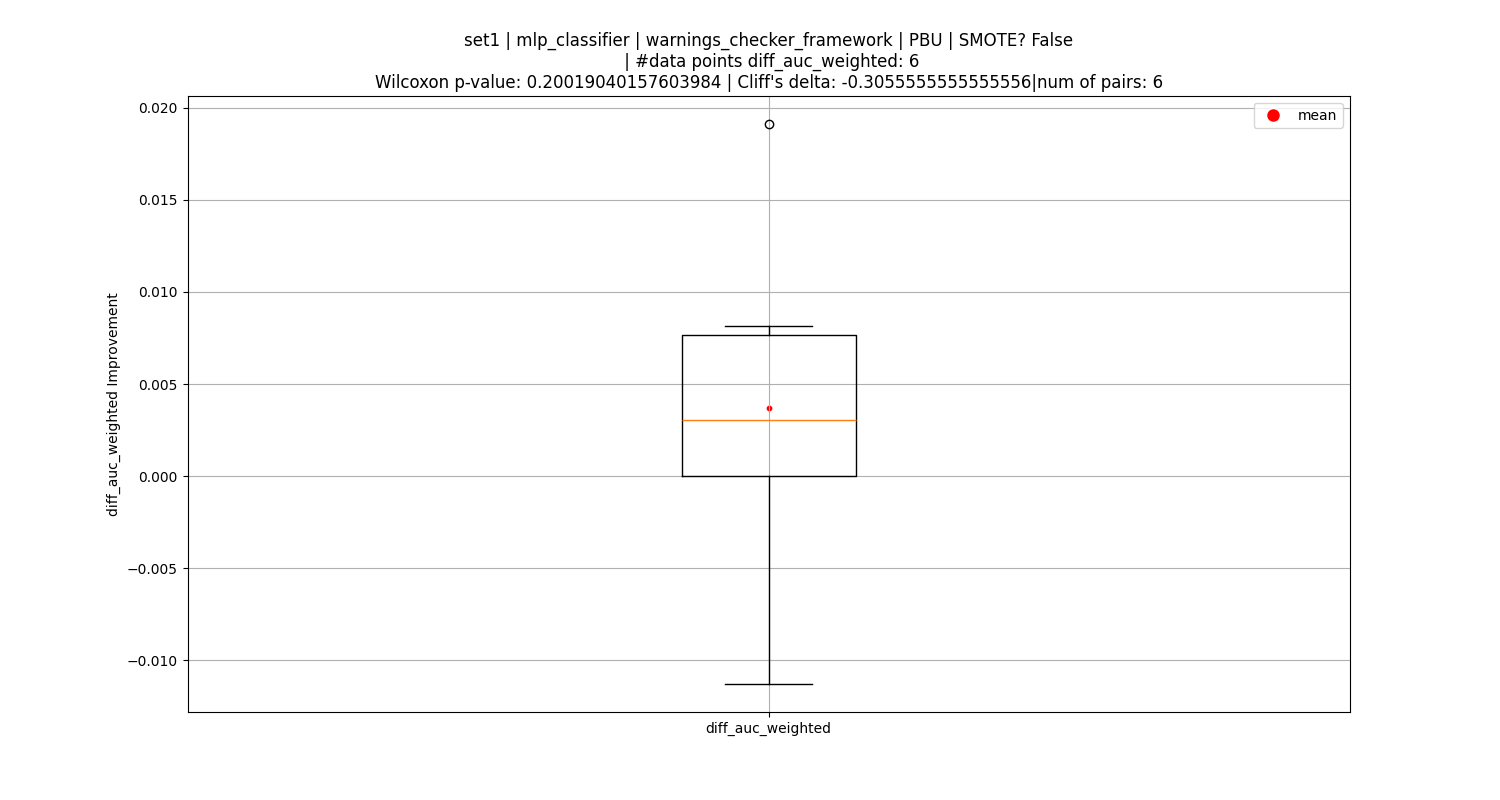 set1 | mlp_classifier | warnings_checker_framework | PBU | SMOTE? False
| #data points diff_auc_weighted: 6
Wilcoxon p-value: 0.20019040157603984 | Cliff's delta: -0.3055555555555556|num of pairs: 6
mean
0.020
0.015
0.010
0.005
0.000
−0.005
−0.010
diff_auc_weighted Improvement
diff_auc_weighted